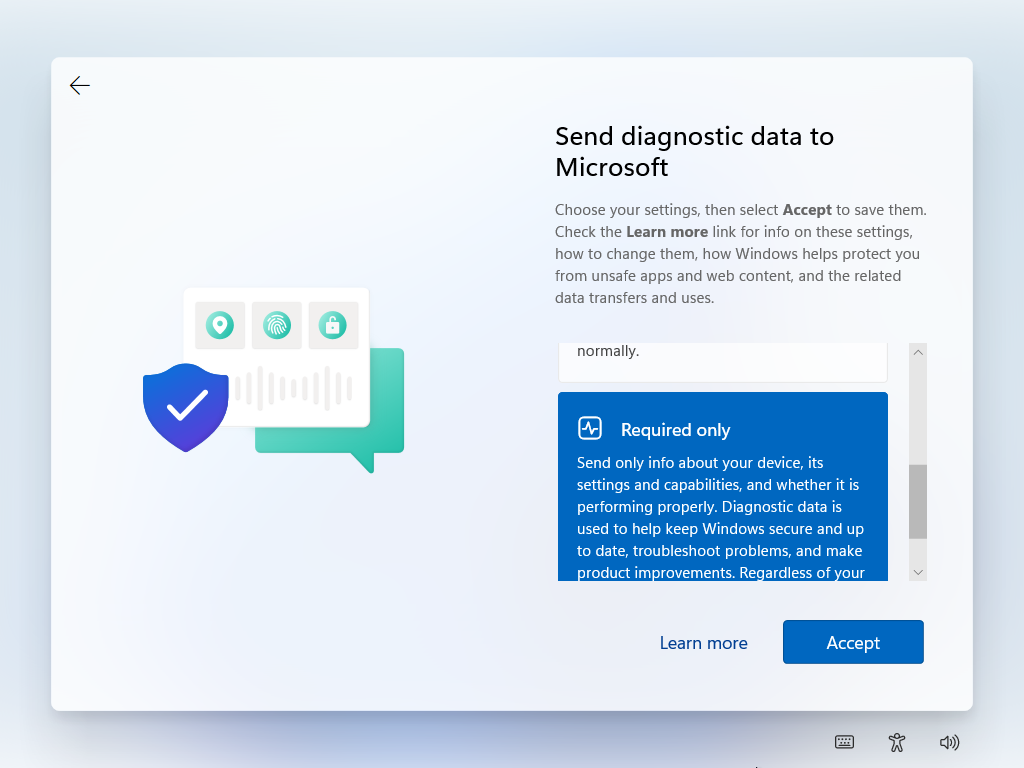 Send diagnostic data to
Microsoft
Choose your settings, then select Accept to save them.
Check the Learn more link for info on these settings,
how to change them, how Windows helps protect you
from unsafe apps and web content, and the related
data transfers and uses.
normally.
Required only
Send only info about your device, its
settings and capabilities, and whether it is
performing properly. Diagnostic data is
used to help keep Windows secure and up
to date, troubleshoot problems, and make
product improvements. Regardless of your
Learn more
Accept